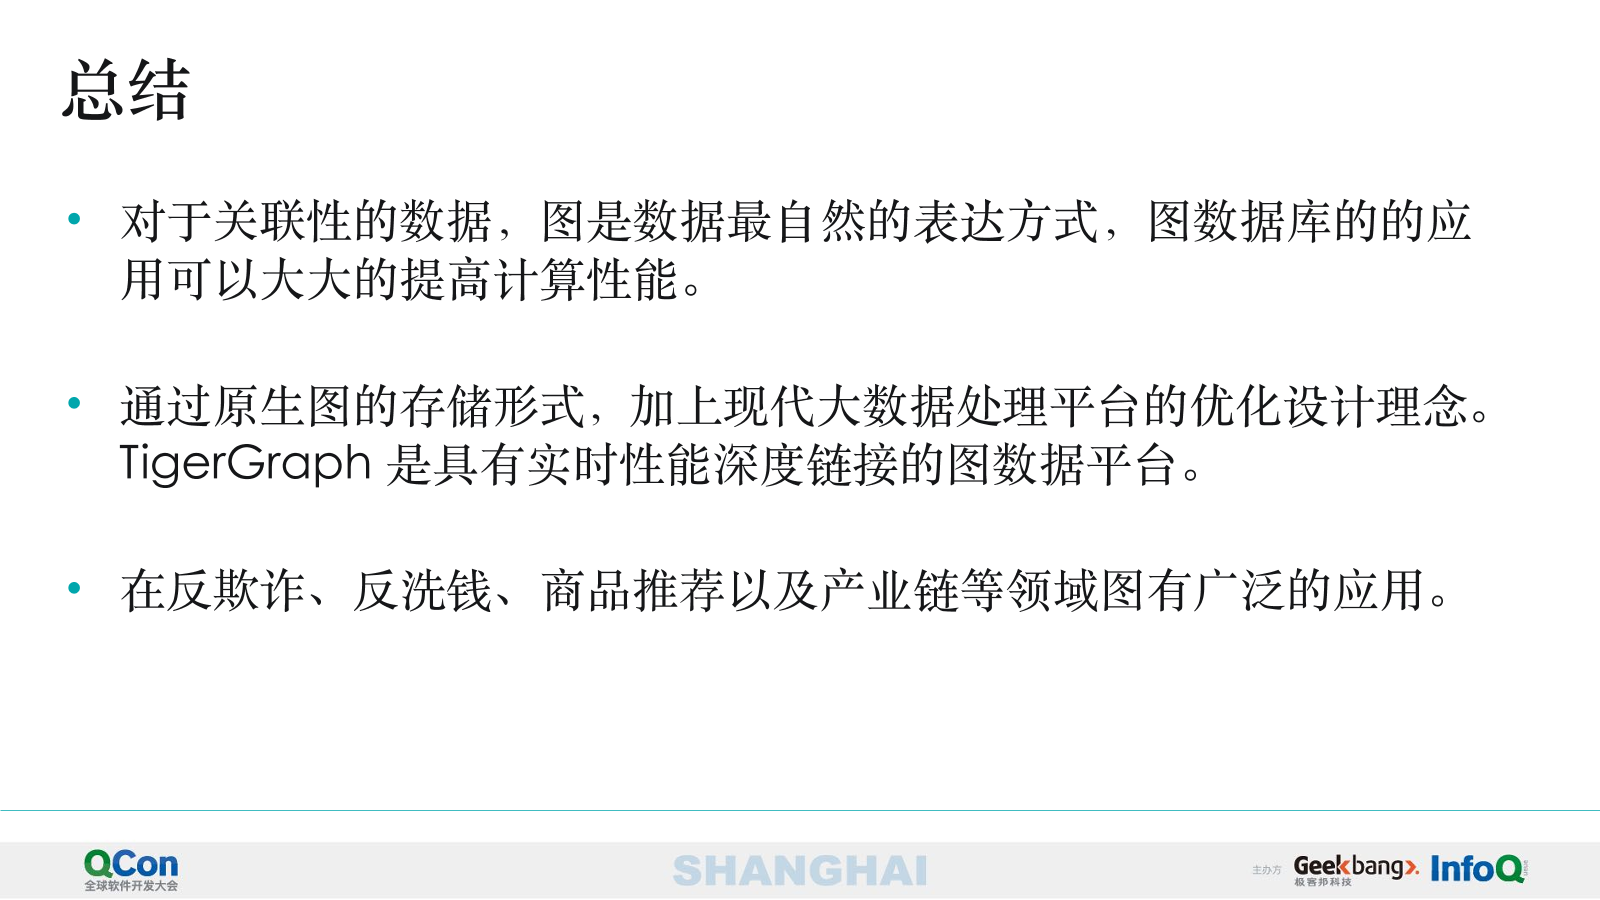 总结
• 对于关联性的数据，图是数据最自然的表达方式，图数据库的的应
用可以大大的提高计算性能。
• 通过原生图的存储形式，加上现代大数据处理平台的优化设计理念。
TigerGraph 是具有实时性能深度链接的图数据平台。
• 在反欺诈、反洗钱、商品推荐以及产业链等领域图有广泛的应用。
QCon
全球软件开发大会
SHANGHAI
主办方
Geekbang
极客邦科技
InfoQ